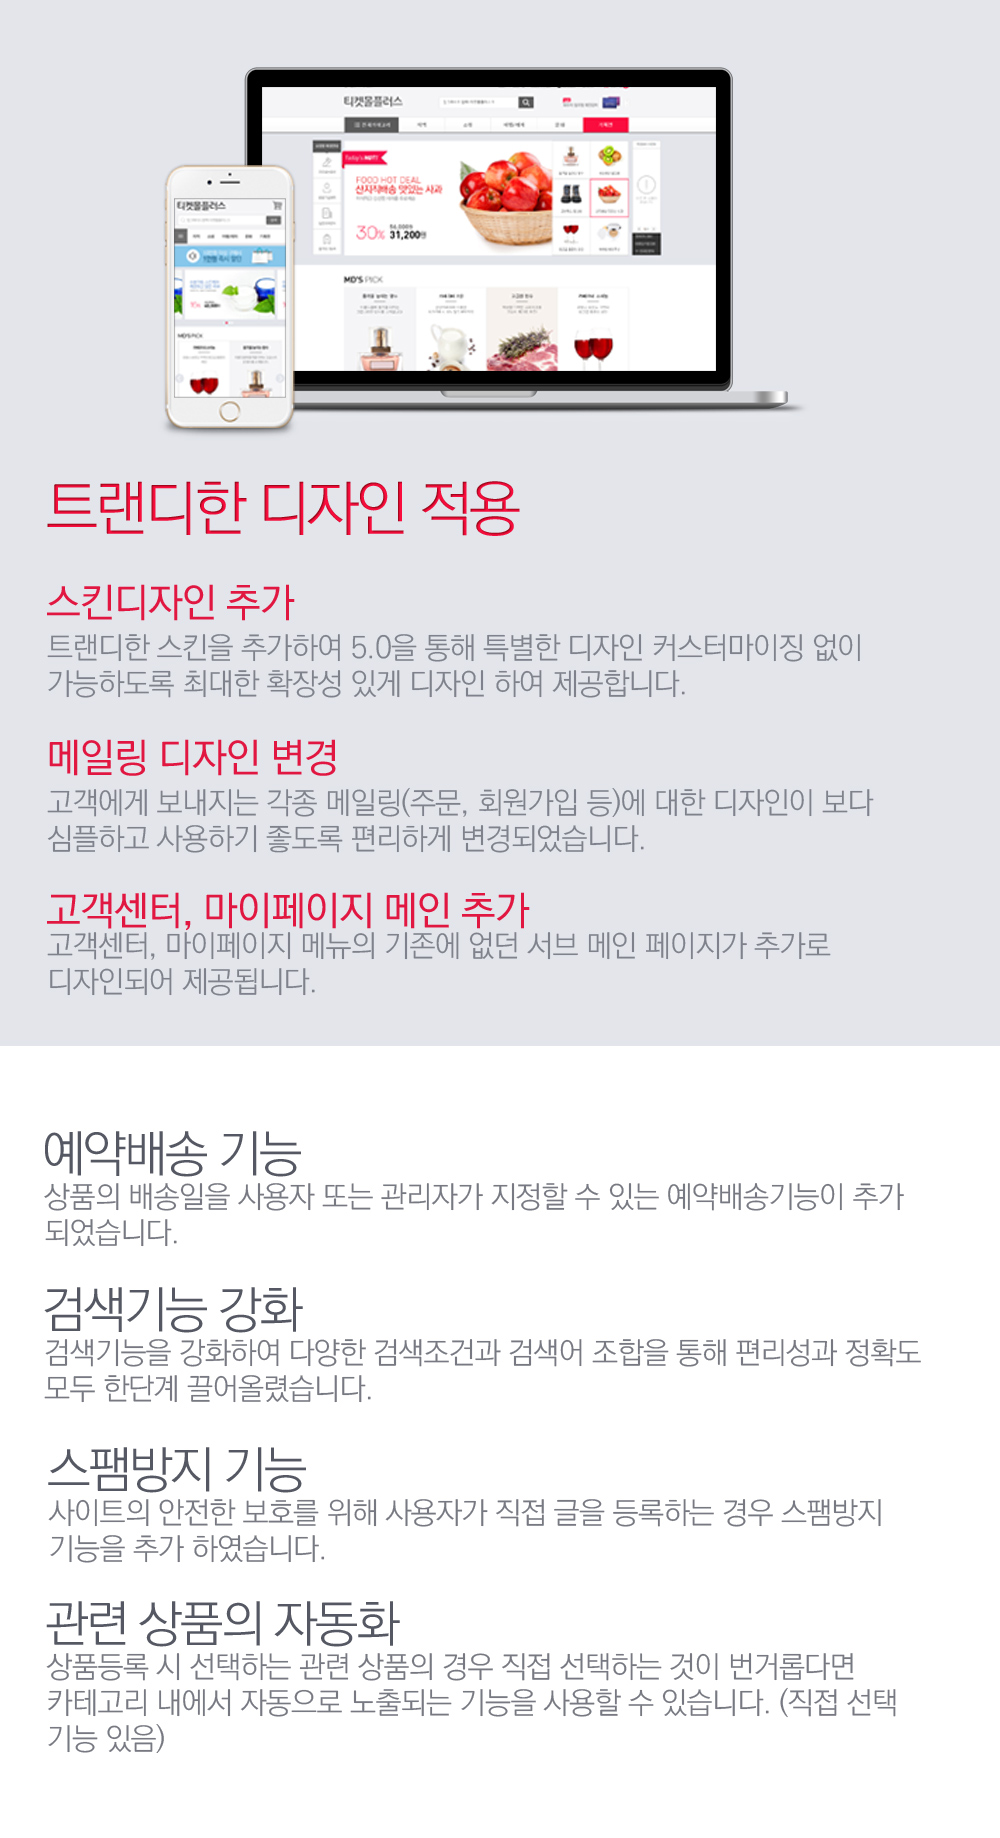 티켓몰플러스
Today's HOT!
FOOD HOT DEAL
산지직배송 맛있는 사과
30% 31,200원
MD'S PICK
티켓몰플러스
MD'S PICK
트랜디한 디자인 적용
스킨디자인 추가
트랜디한 스킨을 추가하여 5.0을 통해 특별한 디자인 커스터마이징 없이
가능하도록 최대한 확장성 있게 디자인 하여 제공합니다.
메일링 디자인 변경
고객에게 보내지는 각종 메일링(주문, 회원가입 등)에 대한 디자인이 보다
심플하고 사용하기 좋도록 편리하게 변경되었습니다.
고객센터, 마이페이지 메인 추가
고객센터, 마이페이지 메뉴의 기존에 없던 서브 메인 페이지가 추가로
디자인되어 제공됩니다.
예약배송 기능
상품의 배송일을 사용자 또는 관리자가 지정할 수 있는 예약배송기능이 추가
되었습니다.
검색기능 강화
검색기능을 강화하여 다양한 검색조건과 검색어 조합을 통해 편리성과 정확도
모두 한단계 끌어올렸습니다.
스팸방지 기능
사이트의 안전한 보호를 위해 사용자가 직접 글을 등록하는 경우 스팸방지
기능을 추가 하였습니다.
관련 상품의 자동화
상품등록 시 선택하는 관련 상품의 경우 직접 선택하는 것이 번거롭다면
카테고리 내에서 자동으로 노출되는 기능을 사용할 수 있습니다. (직접 선택
기능 있음)